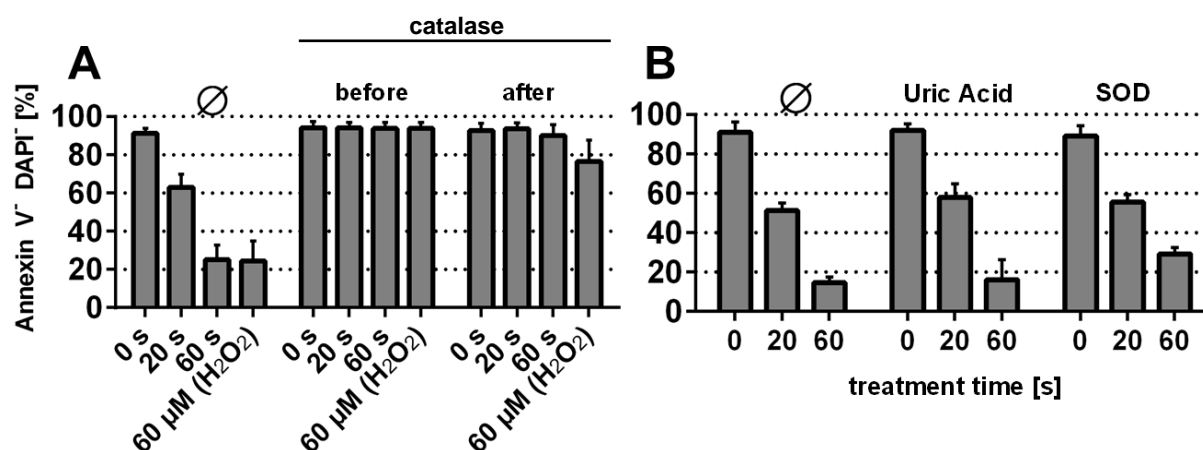 catalase
A
∅
before
after
Annexin V⁻ DAPI⁻ [%]
100
80
60
40
20
0
0 s
20 s
60 s
60 µM (H₂O₂)
0 s
20 s
60 s
60 µM (H₂O₂)
0 s
20 s
60 s
60 µM (H₂O₂)
B
∅
Uric Acid
SOD
100
80
60
40
20
0
0 20 60 0 20 60 0 20 60
treatment time [s]